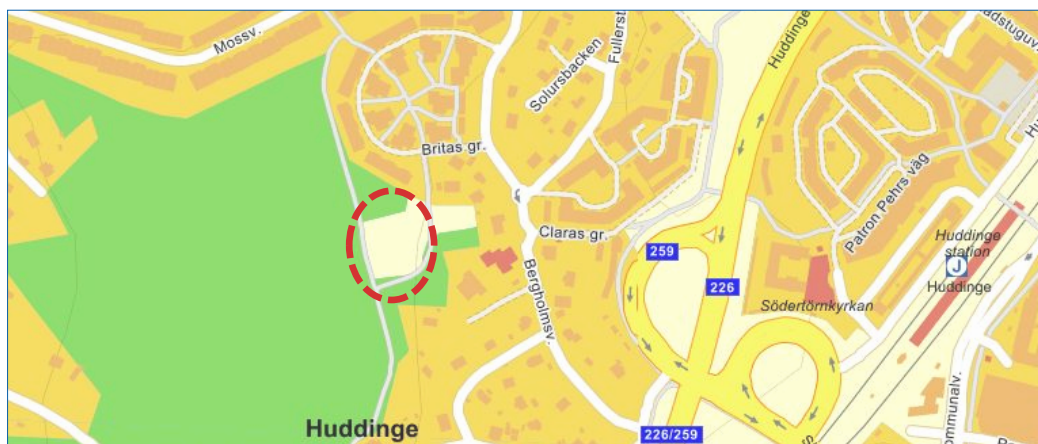 Mossv.
Britas gr.
Solursbacken
Fullerst
Huddinge
Claras gr.
Bergholmsv.
259
226
Patron Pehrs väg
Södertörnkyrkan
Huddinge
station
J
Huddinge
Huddinge
226/259